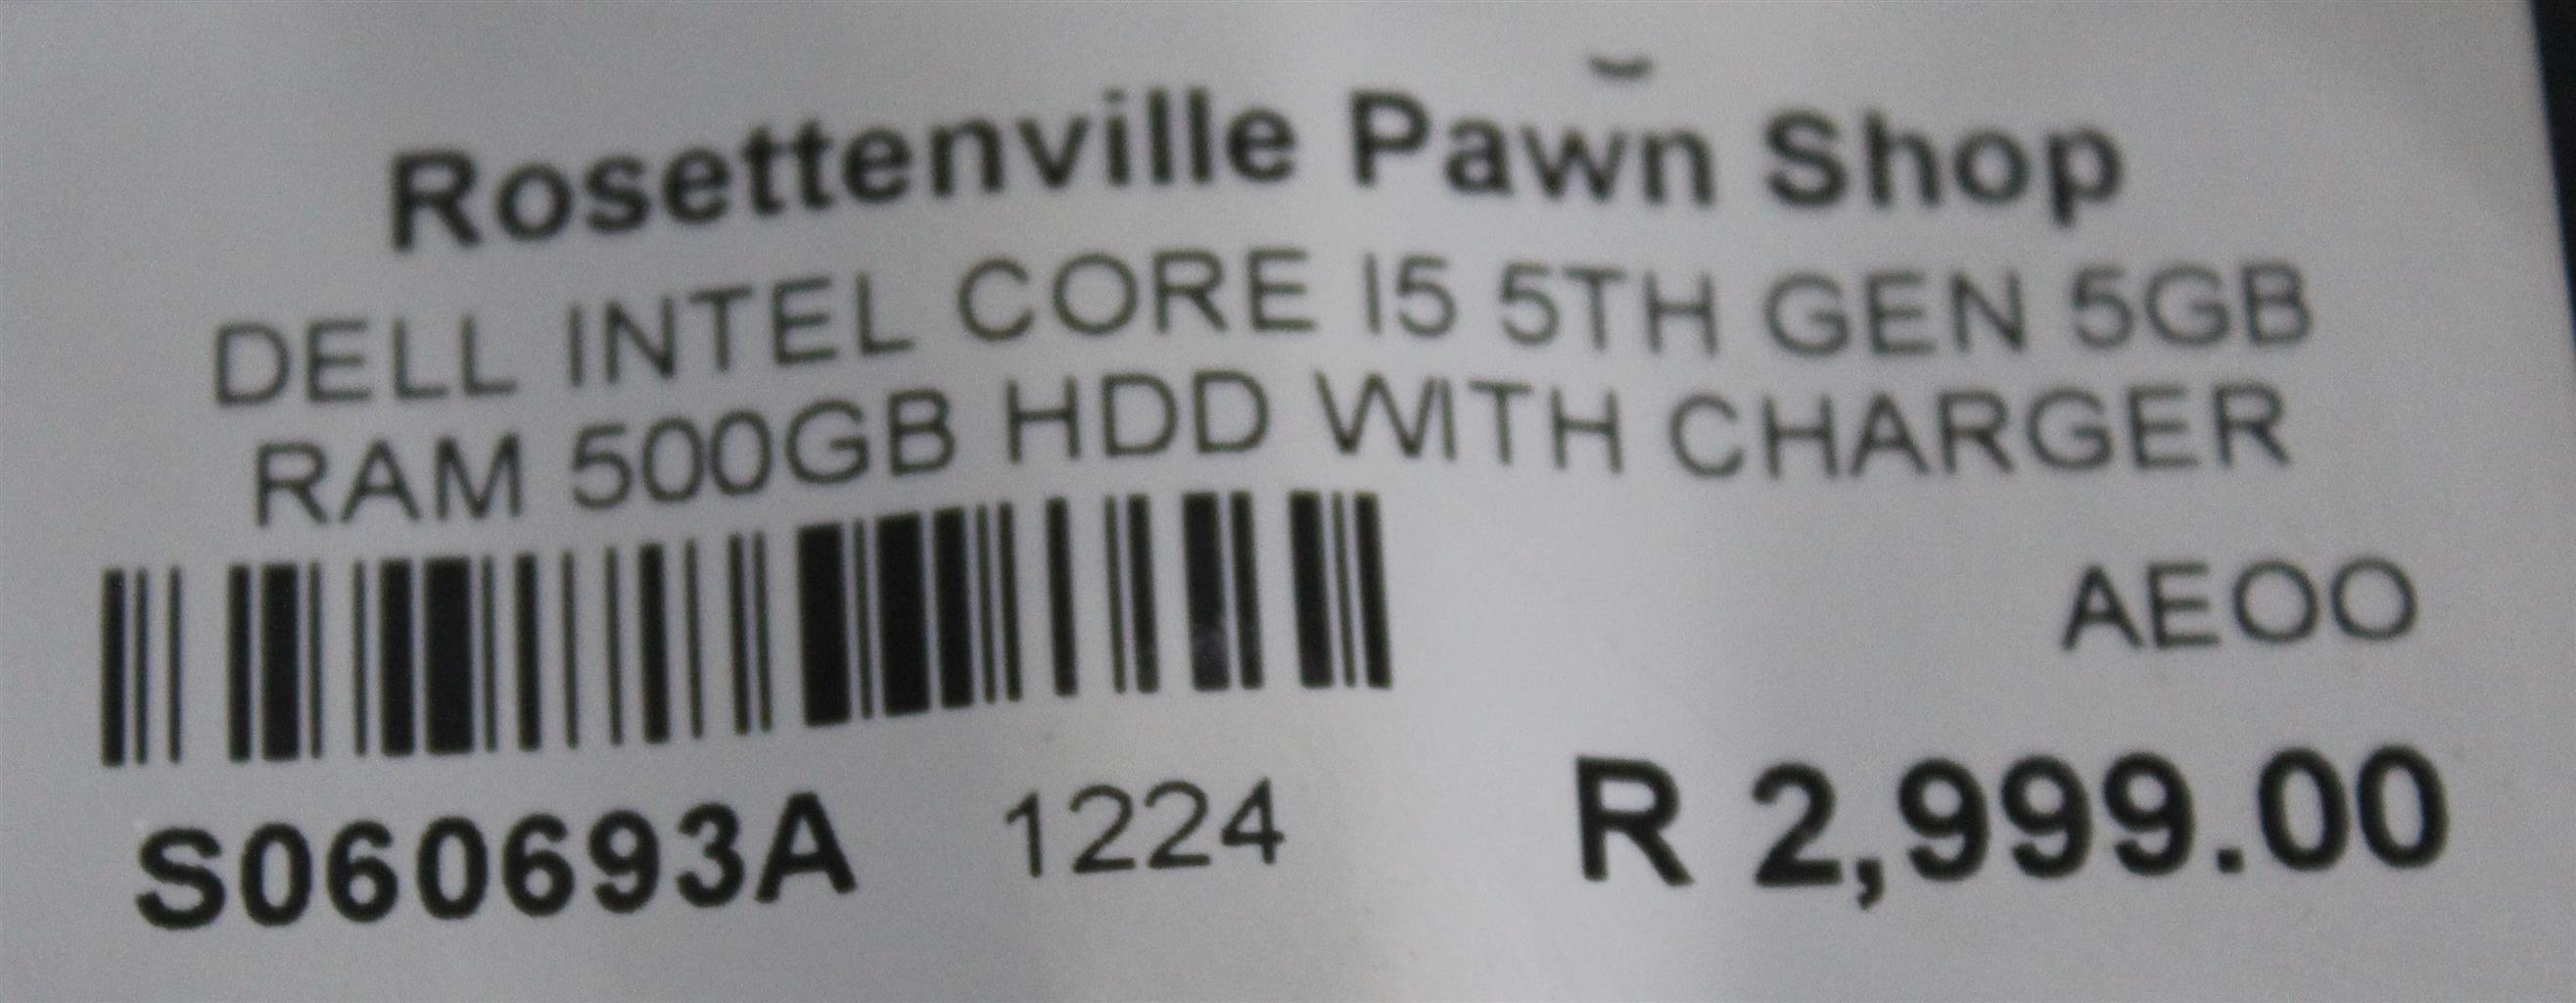 Rosettenville Pawn Shop
DELL INTEL CORE I5 5TH GEN 5GB
RAM 500GB HDD WITH CHARGER
AEOO
S060693A 1224 R 2,999.00